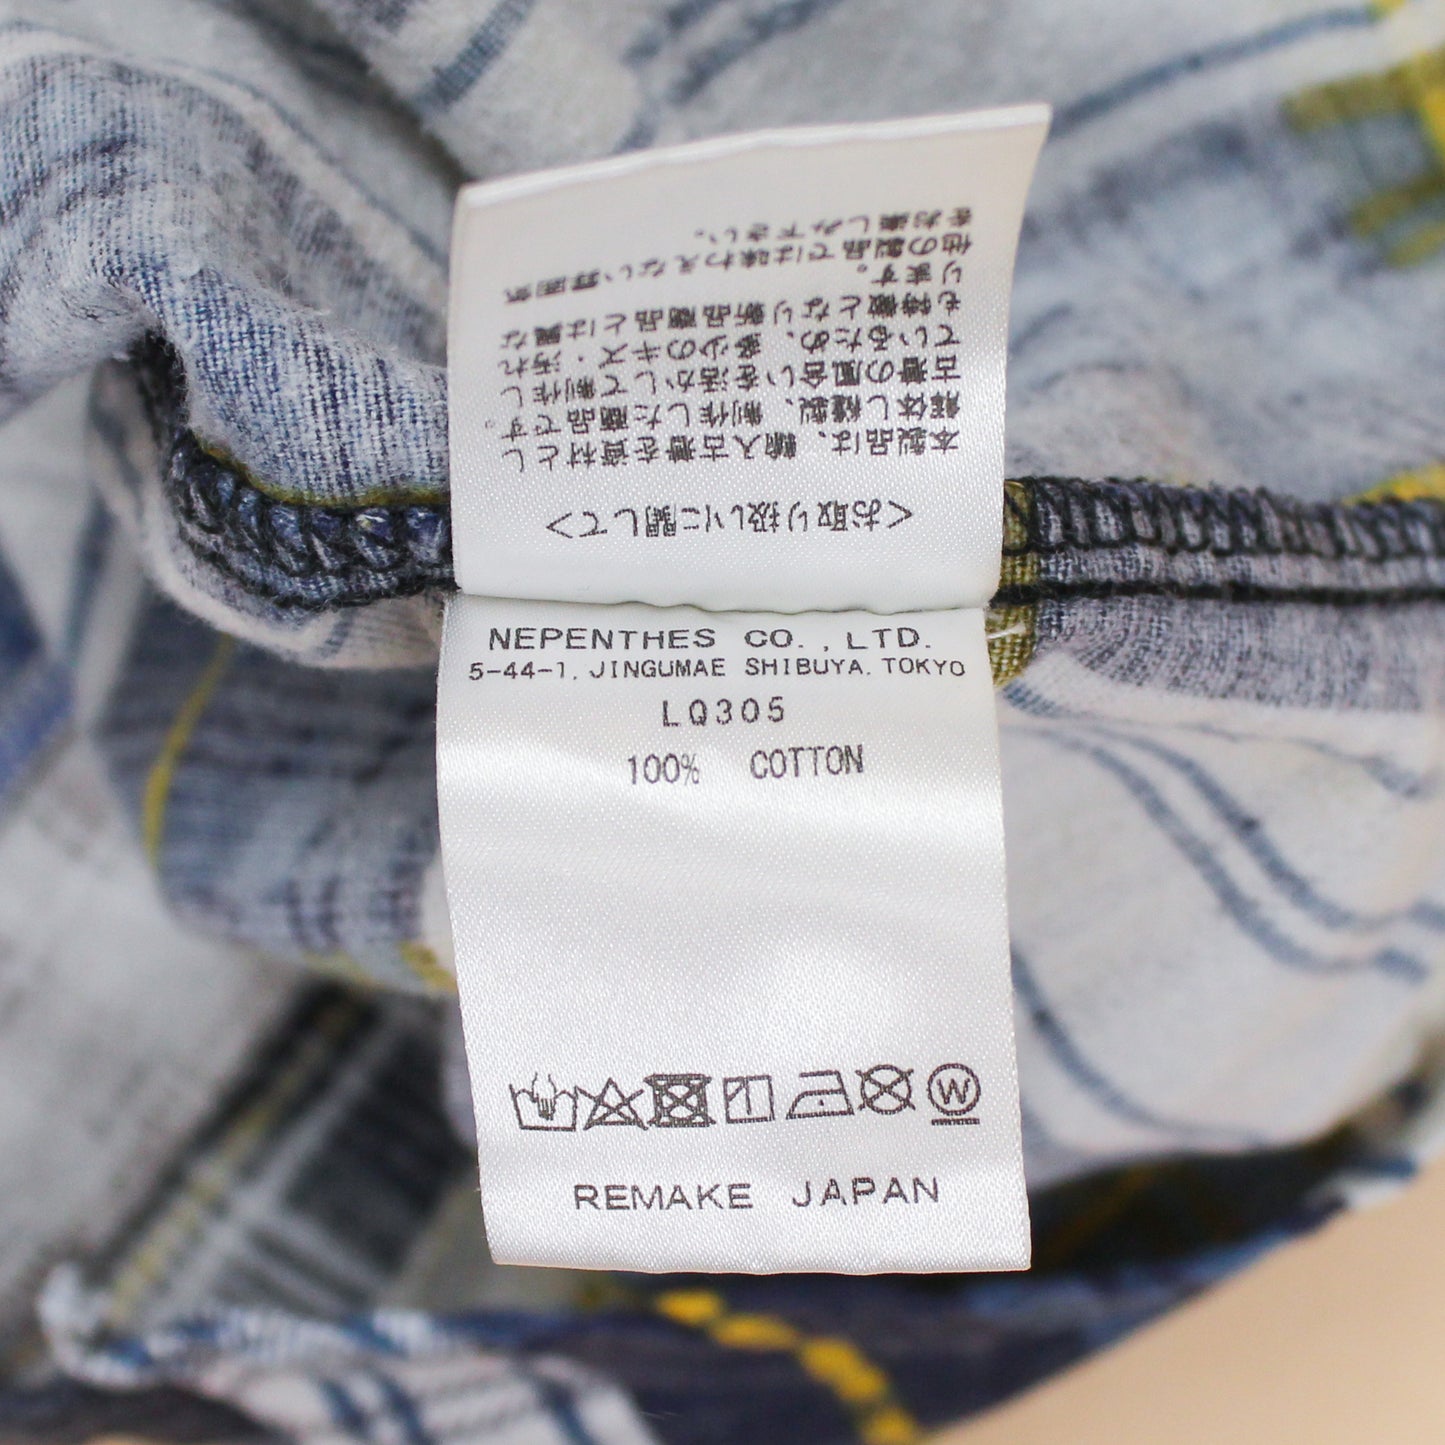 <お取り扱いに関して>
本製品は、輸入古着を資材とし
解体し縫製、制作した商品です。
古着の風合いを活かして制作し
ているため、多少のキズ・汚れ
も特徴となり新品商品とは異な
ります。
他の製品では味わえない雰囲気
をお楽しみ下さい。
NEPENTHES CO., LTD.
5-44-1, JINGUMAE SHIBUYA. TOKYO
LQ305
100% COTTON
W
REMAKE JAPAN